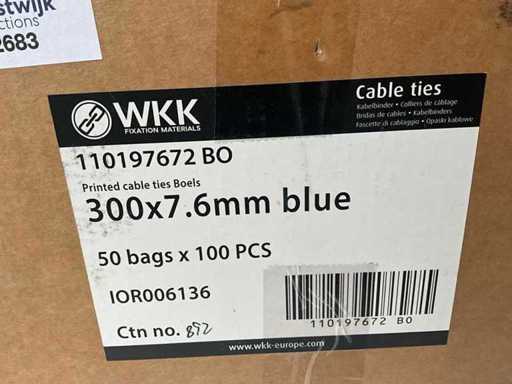 stwijk
ctions
2683
WKK
FIXATION MATERIALS
Cable ties
Kabelbinder • Colliers de câblage
Bridas de cables • Kabelbinders
Fascette di cablaggio • Opaski kablowe
110197672 BO
Printed cable ties Boels
300x7.6mm blue
50 bags x 100 PCS
IOR006136
110197672 BO
Ctn no. 892
www.wkk-europe.com